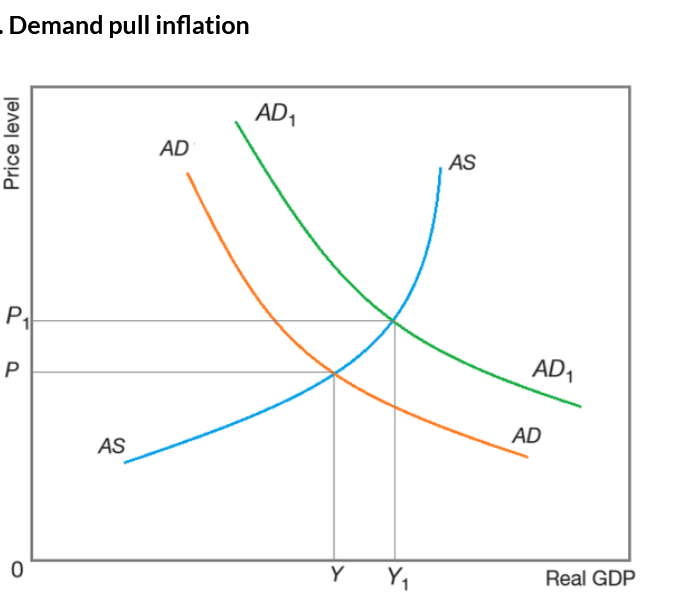 . Demand pull inflation
Price level
AD₁
AD
AS
P₁
P
AD₁
AD
AS
0
Y
Y₁
Real GDP